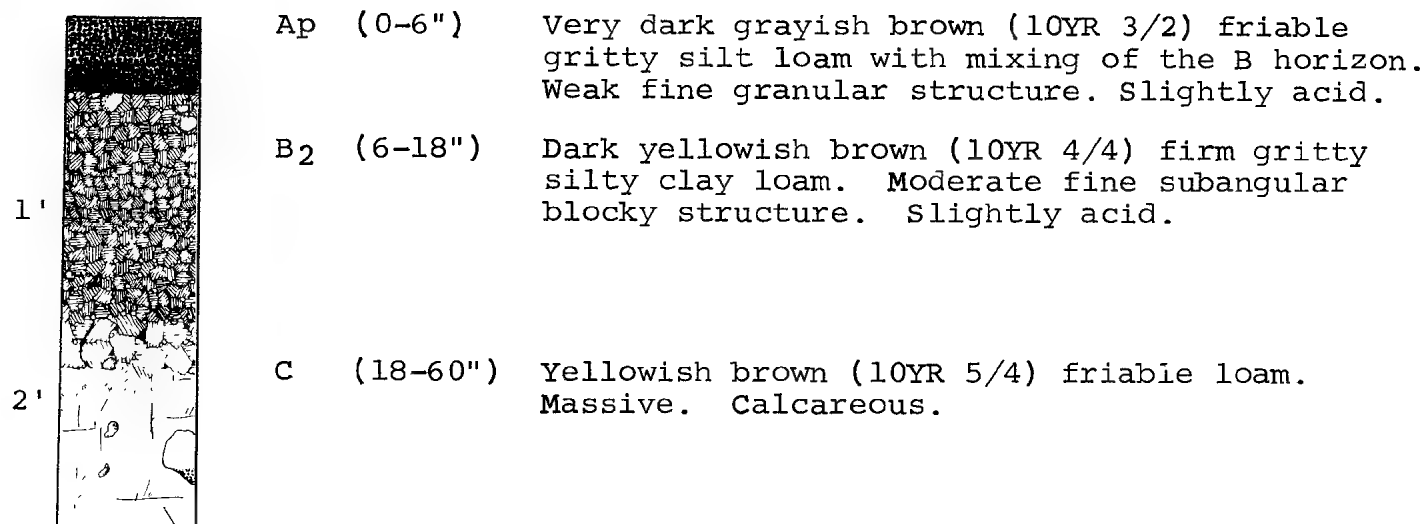 Ap (0-6") Very dark grayish brown (10YR 3/2) friable
gritty silt loam with mixing of the B horizon.
Weak fine granular structure. Slightly acid.
B2 (6-18") Dark yellowish brown (10YR 4/4) firm gritty
silty clay loam. Moderate fine subangular
1' blocky structure. Slightly acid.
C (18-60") Yellowish brown (10YR 5/4) friable loam.
2' Massive. Calcareous.